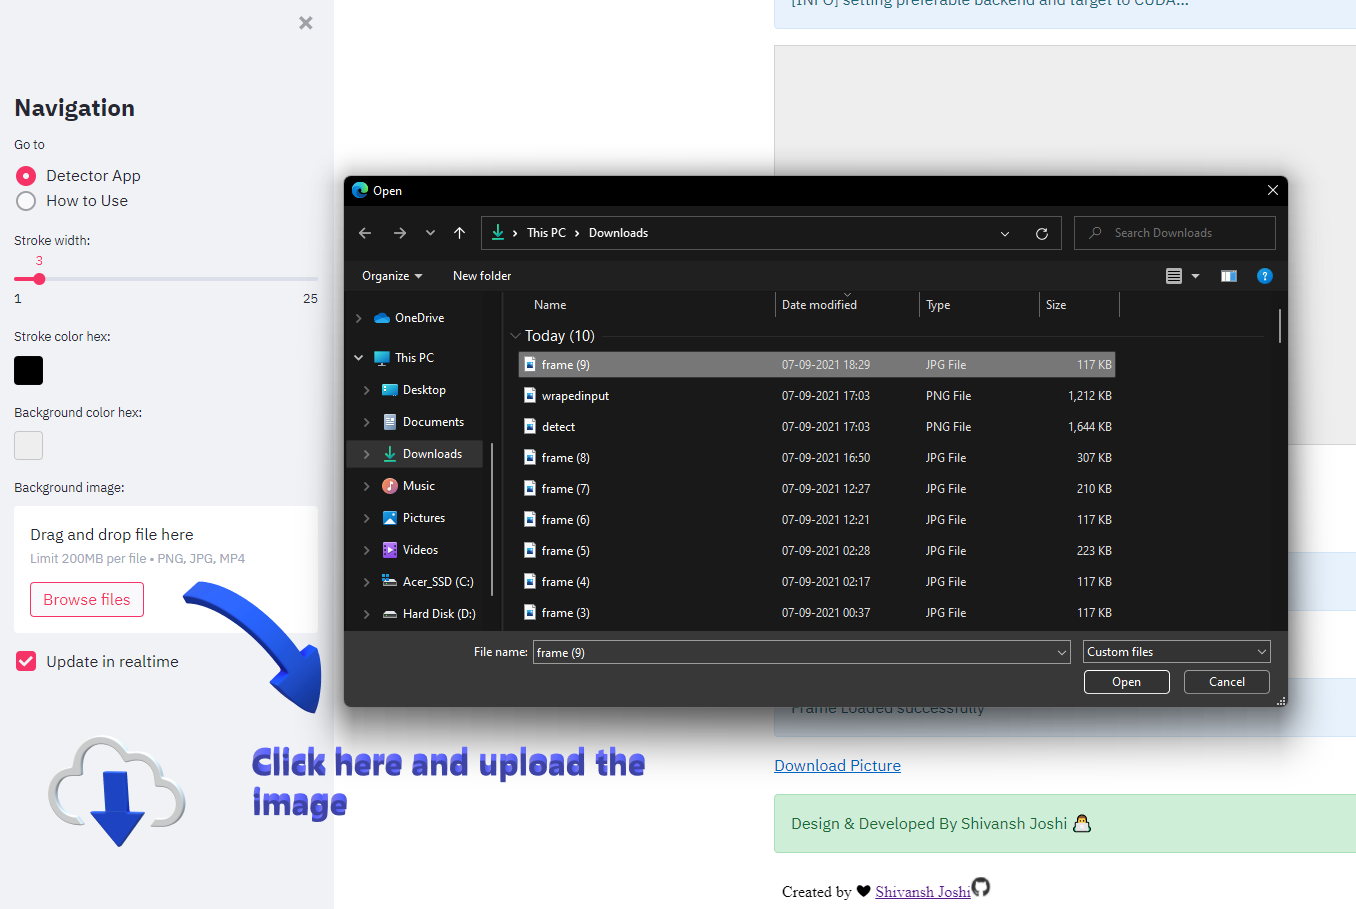 [INFO] setting preferable backend and target to CUDA...
Navigation
Go to
Detector App
How to Use
Stroke width:
3
1 25
Stroke color hex:
Background color hex:
Background image:
Drag and drop file here
Limit 200MB per file • PNG, JPG, MP4
Browse files
Update in realtime
Open
This PC › Downloads
Search Downloads
Organize New folder
OneDrive
This PC
Desktop
Documents
Downloads
Music
Pictures
Videos
Acer_SSD (C:)
Hard Disk (D:)
Name Date modified Type Size
Today (10)
frame (9) 07-09-2021 18:29 JPG File 117 KB
wrapedinput 07-09-2021 17:03 PNG File 1,212 KB
detect 07-09-2021 17:03 PNG File 1,644 KB
frame (8) 07-09-2021 16:50 JPG File 307 KB
frame (7) 07-09-2021 12:27 JPG File 210 KB
frame (6) 07-09-2021 12:21 JPG File 117 KB
frame (5) 07-09-2021 02:28 JPG File 223 KB
frame (4) 07-09-2021 02:17 JPG File 117 KB
frame (3) 07-09-2021 00:37 JPG File 117 KB
File name: frame (9) Custom files
Open Cancel
Frame Loaded successfully
Click here and upload the
image
Download Picture
Design & Developed By Shivansh Joshi
Created by ❤ Shivansh Joshi